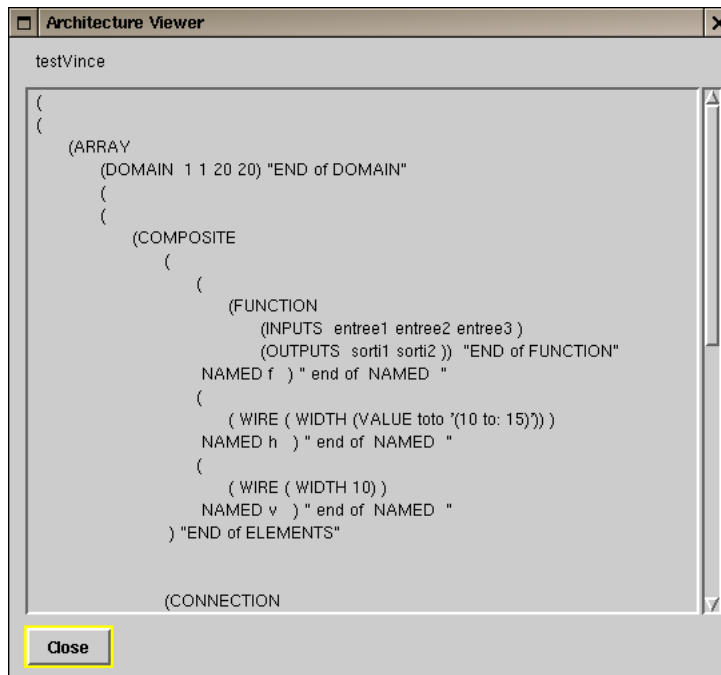 Architecture Viewer
testVince
(
(
(ARRAY
(DOMAIN  1 1 20 20) "END of DOMAIN"
(
(
(COMPOSITE
(
(
(FUNCTION
(INPUTS  entree1 entree2 entree3 )
(OUTPUTS  sorti1 sorti2 ))  "END of FUNCTION"
NAMED f   ) " end of  NAMED  "
(
( WIRE ( WIDTH (VALUE toto '(10 to: 15)')) )
NAMED h   ) " end of  NAMED  "
(
( WIRE ( WIDTH 10) )
NAMED v   ) " end of  NAMED  "
) "END of ELEMENTS"
(CONNECTION
Close